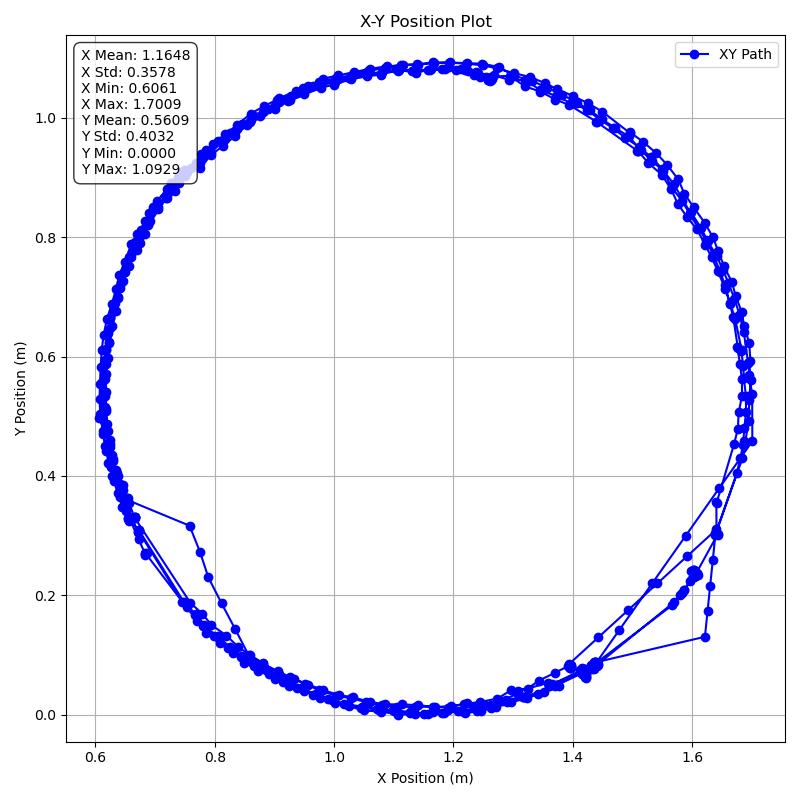 X-Y Position Plot
X Mean: 1.1648
X Std: 0.3578
X Min: 0.6061
X Max: 1.7009
Y Mean: 0.5609
Y Std: 0.4032
Y Min: 0.0000
Y Max: 1.0929
XY Path
Y Position (m)
1.0
0.8
0.6
0.4
0.2
0.0
0.6 0.8 1.0 1.2 1.4 1.6
X Position (m)